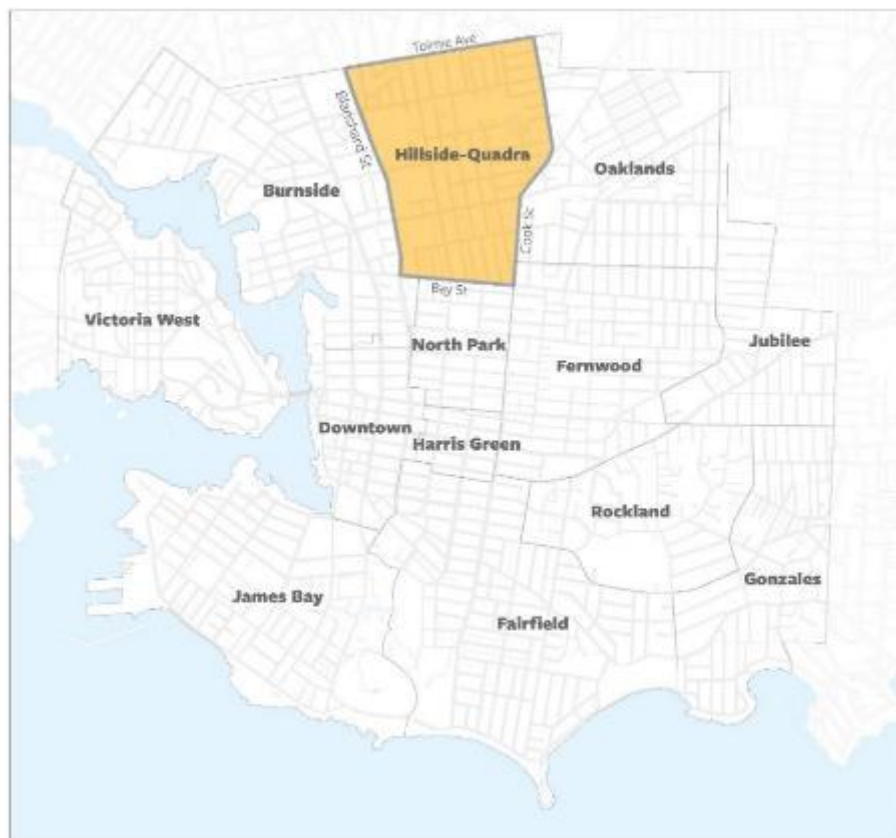 Tolmie Ave
Blanshard St
Hillside-Quadra
Oaklands
Burnside
Cook St
Bay St
Victoria West
North Park
Jubilee
Fernwood
Downtown
Harris Green
Rockland
Gonzales
James Bay
Fairfield